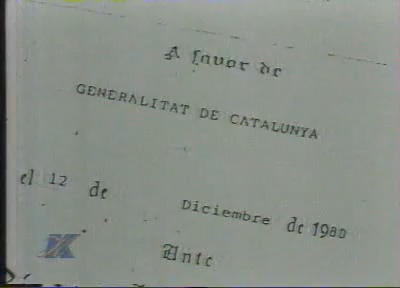 A favor de
GENERALITAT DE CATALUNYA
el 12 de Diciembre de 1980
Ante